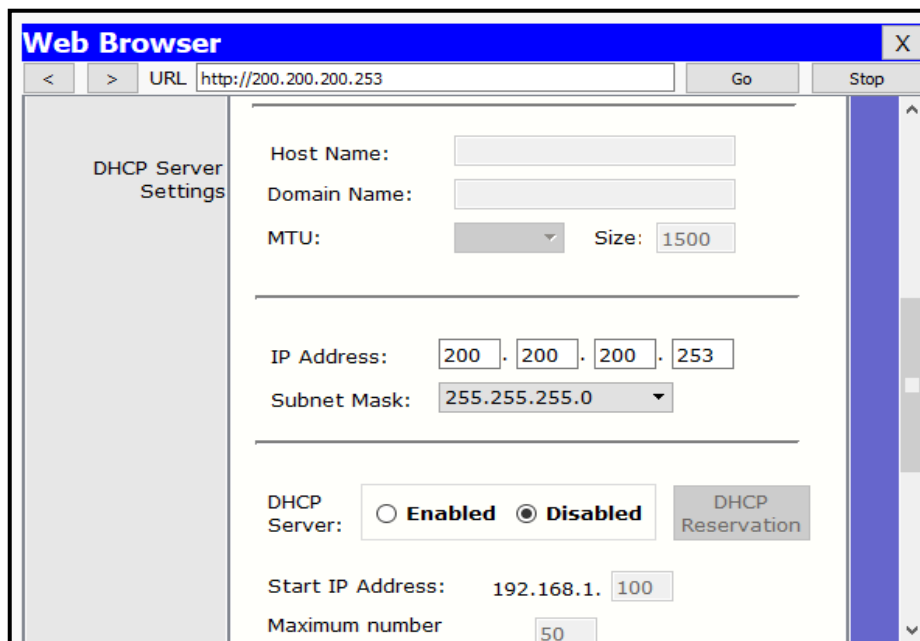 Web Browser X
< > URL http://200.200.200.253 Go Stop
DHCP Server
Settings
Host Name:
Domain Name:
MTU: Size: 1500
IP Address: 200 . 200 . 200 . 253
Subnet Mask: 255.255.255.0
DHCP
Server: Enabled Disabled DHCP
Reservation
Start IP Address: 192.168.1. 100
Maximum number 50